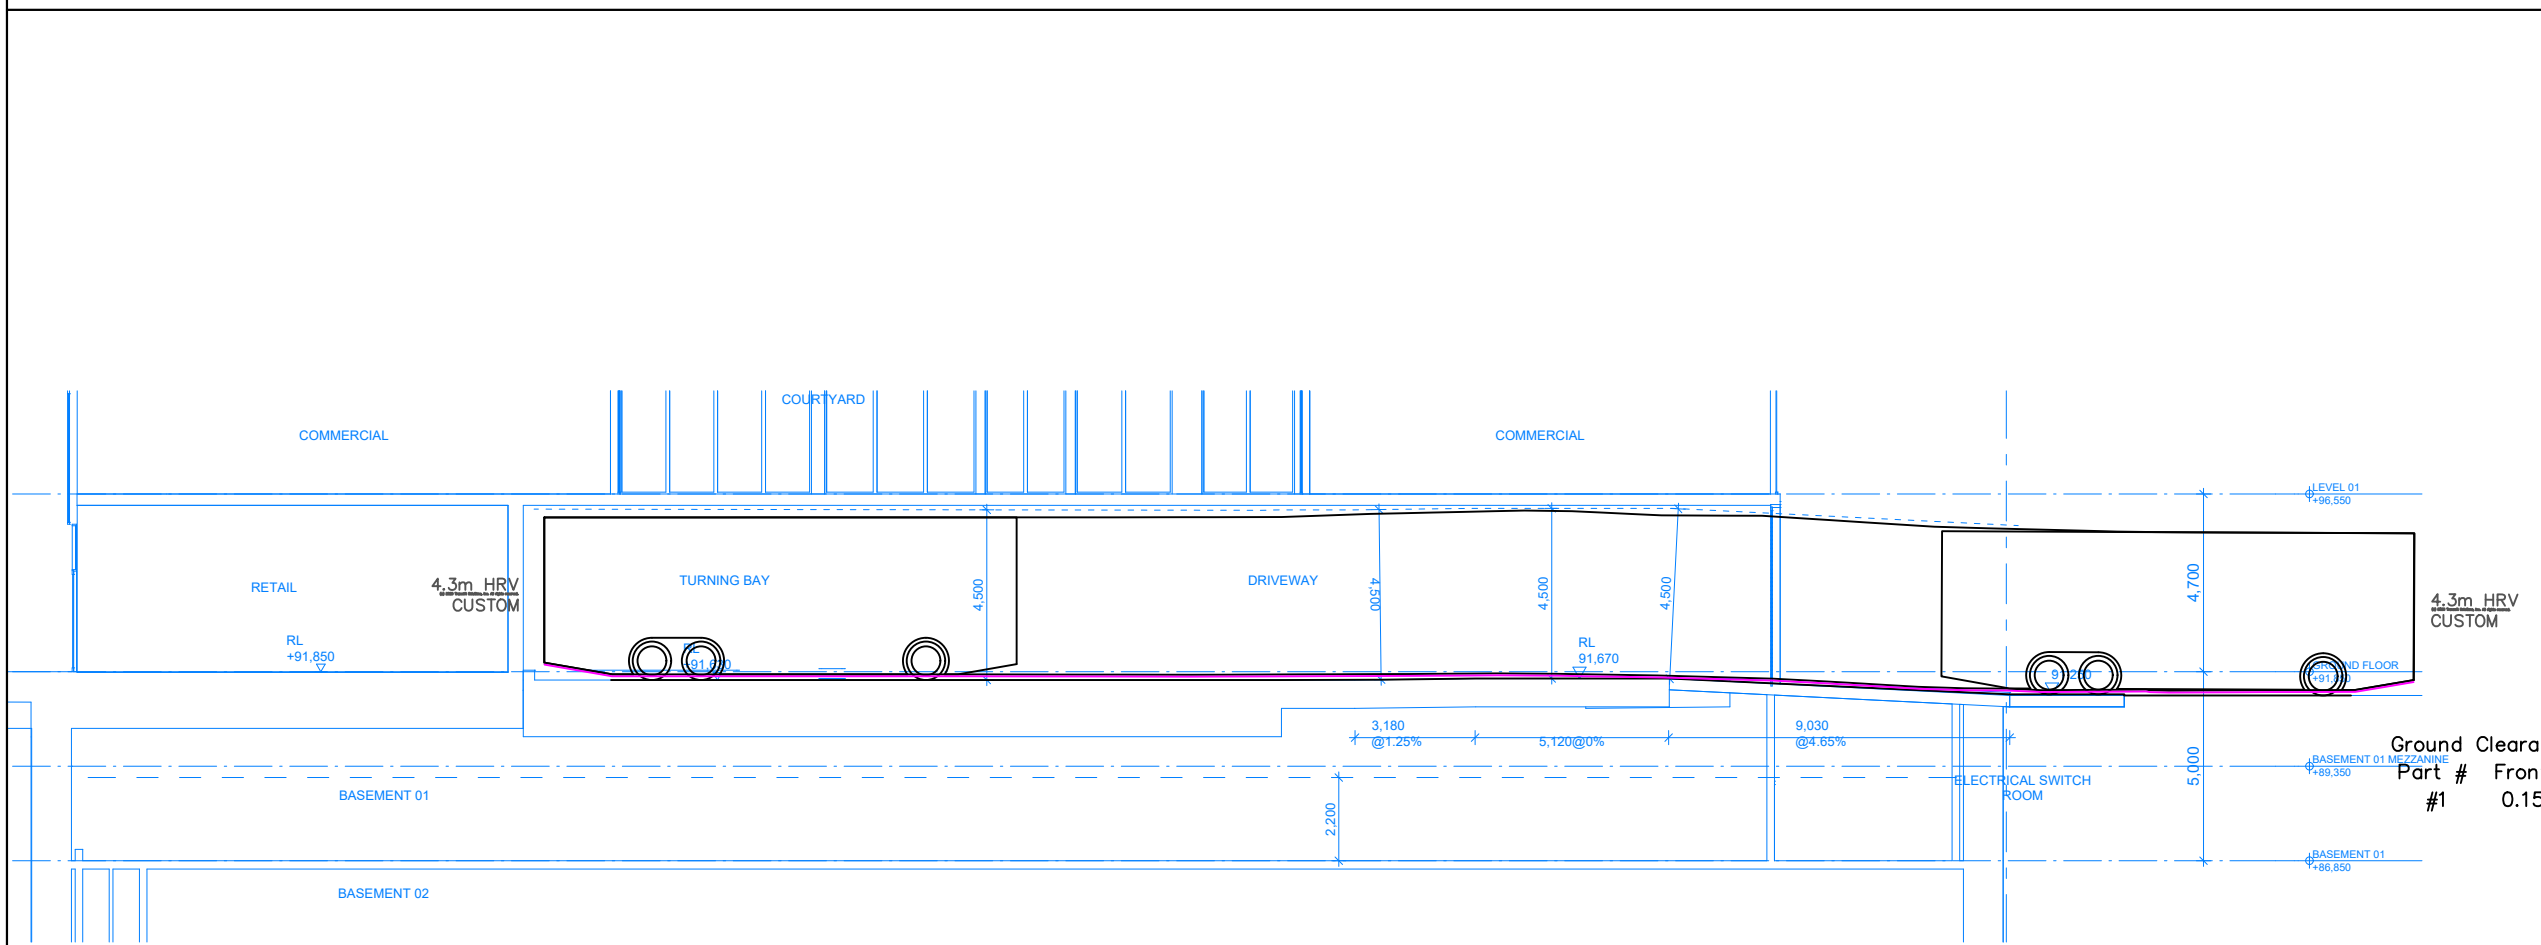 COURTYARD
COMMERCIAL
COMMERCIAL
LEVEL 01
+96,550
4.3m HRV
CUSTOM
RETAIL
TURNING BAY
DRIVEWAY
4,500
4,500
4,500
4,500
4,700
4.3m HRV
CUSTOM
RL
+91,850
RL
RL
91,670
GROUND FLOOR
+91,850
3,180
@1.25%
5,120@0%
9,030
@4.65%
5,000
Ground Cleara
Part # Fron
#1 0.15
BASEMENT 01 MEZZANINE
+89,350
ELECTRICAL SWITCH
ROOM
BASEMENT 01
2,200
BASEMENT 01
+86,850
BASEMENT 02